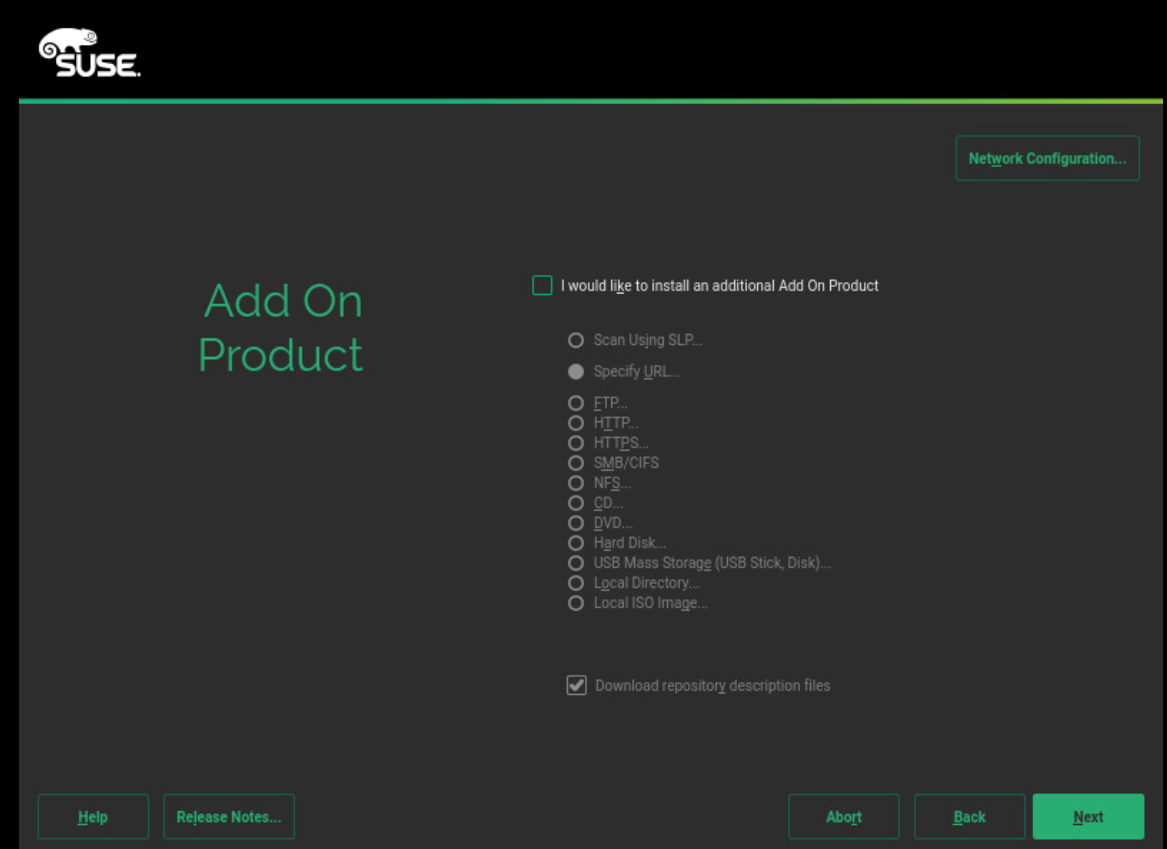 SUSE.
Network Configuration...
Add On
Product
I would like to install an additional Add On Product
Scan Using SLP...
Specify URL...
FTP...
HTTP...
HTTPS...
SMB/CIFS
NFS...
CD...
DVD...
Hard Disk...
USB Mass Storage (USB Stick, Disk)...
Local Directory...
Local ISO Image...
Download repository description files
Help
Release Notes...
Abort
Back
Next